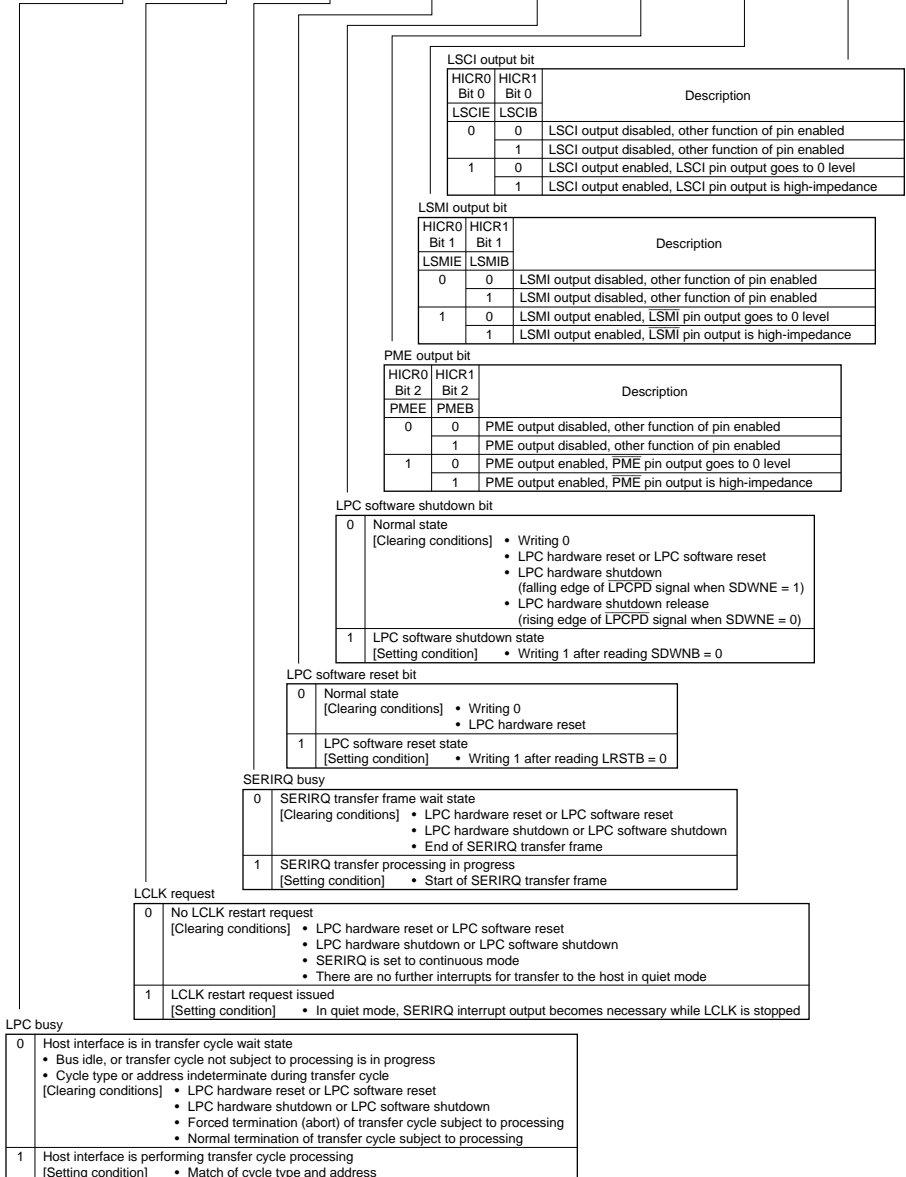 LSCI output bit
HICR0 HICR1
Bit 0 Bit 0 Description
LSCIE LSCIB
0 0 LSCI output disabled, other function of pin enabled
1 LSCI output disabled, other function of pin enabled
1 0 LSCI output enabled, LSCI pin output goes to 0 level
1 LSCI output enabled, LSCI pin output is high-impedance
LSMI output bit
HICR0 HICR1
Bit 1 Bit 1 Description
LSMIE LSMIB
0 0 LSMI output disabled, other function of pin enabled
1 LSMI output disabled, other function of pin enabled
1 0 LSMI output enabled, LSMI pin output goes to 0 level
1 LSMI output enabled, LSMI pin output is high-impedance
PME output bit
HICR0 HICR1
Bit 2 Bit 2 Description
PMEE PMEB
0 0 PME output disabled, other function of pin enabled
1 PME output disabled, other function of pin enabled
1 0 PME output enabled, PME pin output goes to 0 level
1 PME output enabled, PME pin output is high-impedance
LPC software shutdown bit
0 Normal state
[Clearing conditions] • Writing 0
• LPC hardware reset or LPC software reset
• LPC hardware shutdown
(falling edge of LPCPD signal when SDWNE = 1)
• LPC hardware shutdown release
(rising edge of LPCPD signal when SDWNE = 0)
1 LPC software shutdown state
[Setting condition] • Writing 1 after reading SDWNB = 0
LPC software reset bit
0 Normal state
[Clearing conditions] • Writing 0
• LPC hardware reset
1 LPC software reset state
[Setting condition] • Writing 1 after reading LRSTB = 0
SERIRQ busy
0 SERIRQ transfer frame wait state
[Clearing conditions] • LPC hardware reset or LPC software reset
• LPC hardware shutdown or LPC software shutdown
• End of SERIRQ transfer frame
1 SERIRQ transfer processing in progress
[Setting condition] • Start of SERIRQ transfer frame
LCLK request
0 No LCLK restart request
[Clearing conditions] • LPC hardware reset or LPC software reset
• LPC hardware shutdown or LPC software shutdown
• SERIRQ is set to continuous mode
• There are no further interrupts for transfer to the host in quiet mode
1 LCLK restart request issued
[Setting condition] • In quiet mode, SERIRQ interrupt output becomes necessary while LCLK is stopped
LPC busy
0 Host interface is in transfer cycle wait state
• Bus idle, or transfer cycle not subject to processing is in progress
• Cycle type or address indeterminate during transfer cycle
[Clearing conditions] • LPC hardware reset or LPC software reset
• LPC hardware shutdown or LPC software shutdown
• Forced termination (abort) of transfer cycle subject to processing
• Normal termination of transfer cycle subject to processing
1 Host interface is performing transfer cycle processing
[Setting condition] • Match of cycle type and address